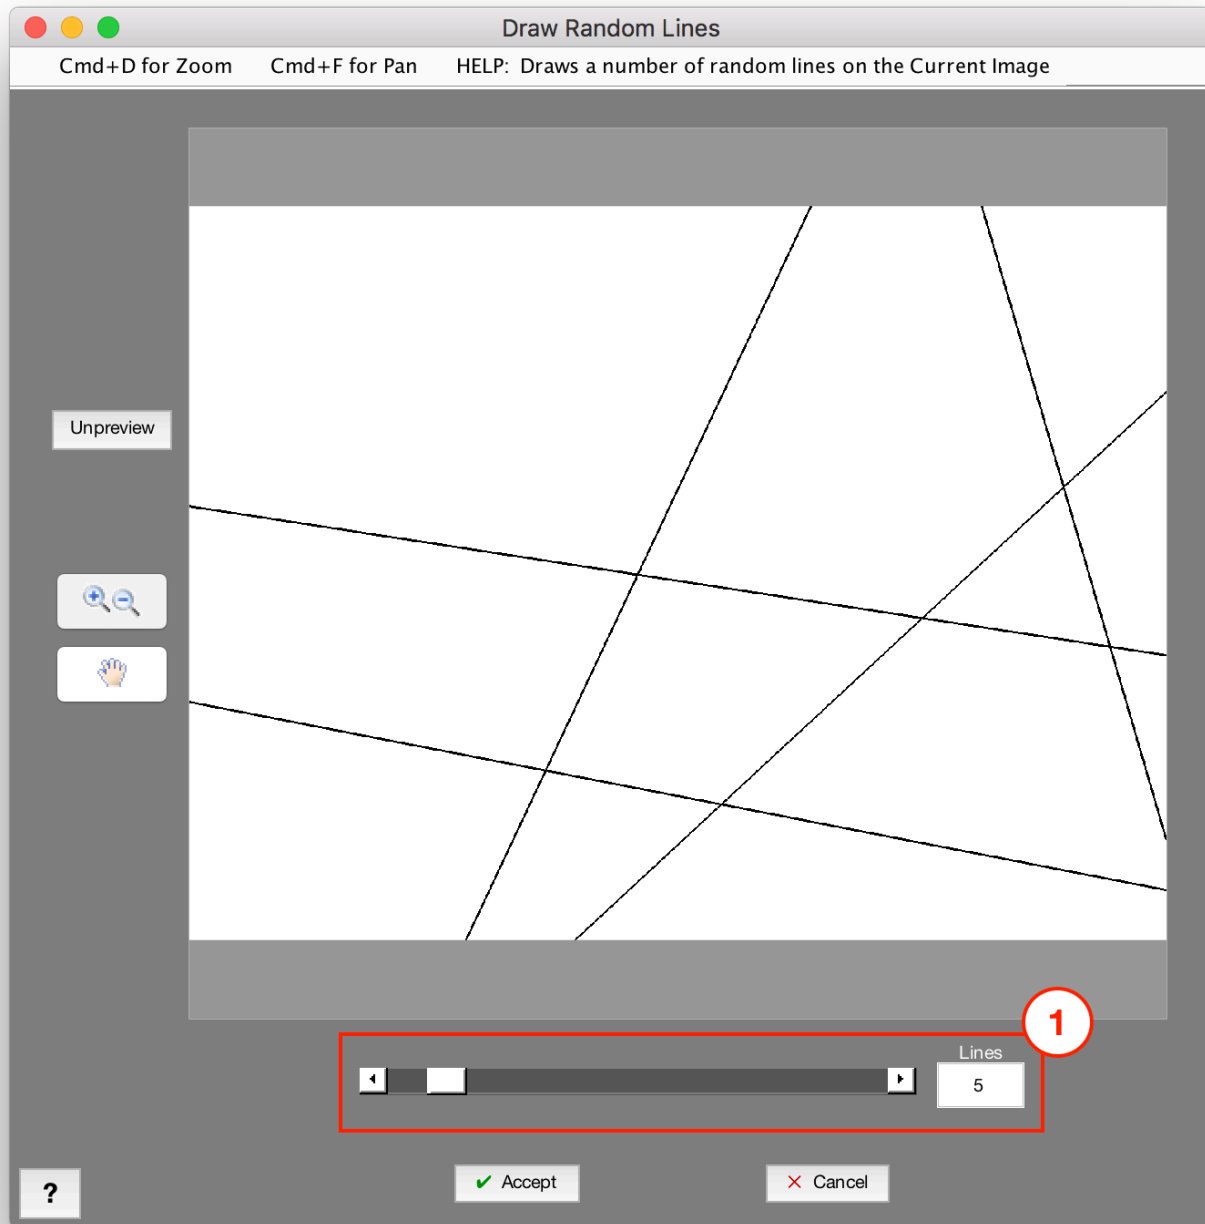 Draw Random Lines
Cmd+D for Zoom Cmd+F for Pan HELP: Draws a number of random lines on the Current Image
Unpreview
1
Lines
5
? Accept Cancel